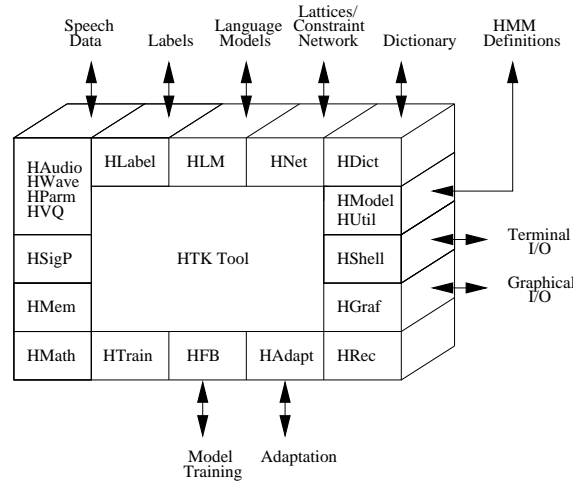 Speech
Data
Labels
Language
Models
Lattices/
Constraint
Network
Dictionary
HMM
Definitions
HAudio
HWave
HParm
HVQ
HLabel
HLM
HNet
HDict
HModel
HUtil
HSigP
HTK Tool
HShell
Terminal
I/O
Graphical
I/O
HMem
HGraf
HMath
HTrain
HFB
HAdapt
HRec
Model
Training
Adaptation